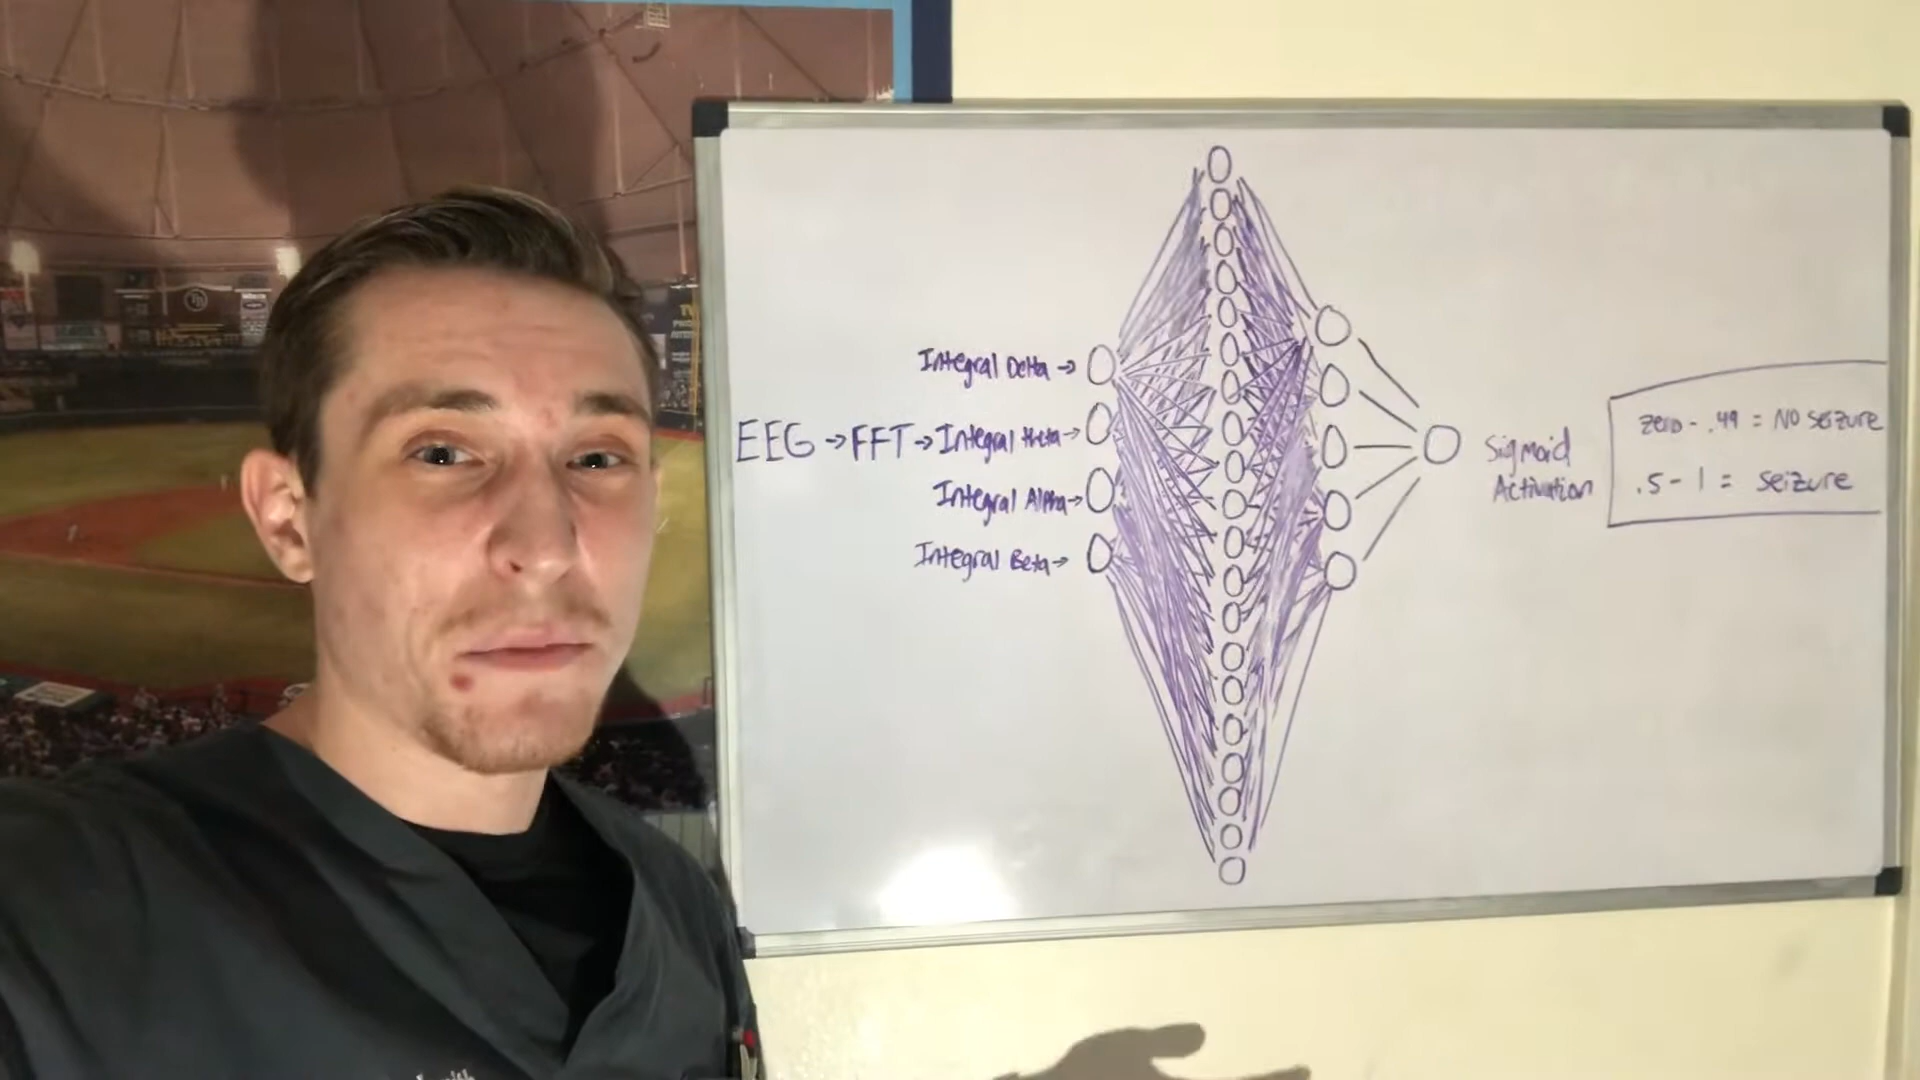 Integral Delta →
EEG → FFT → Integral theta →
Integral Alpha →
Integral Beta →
Sigmoid
Activation
zero - .49 = NO seizure
.5 - 1 = seizure
TB